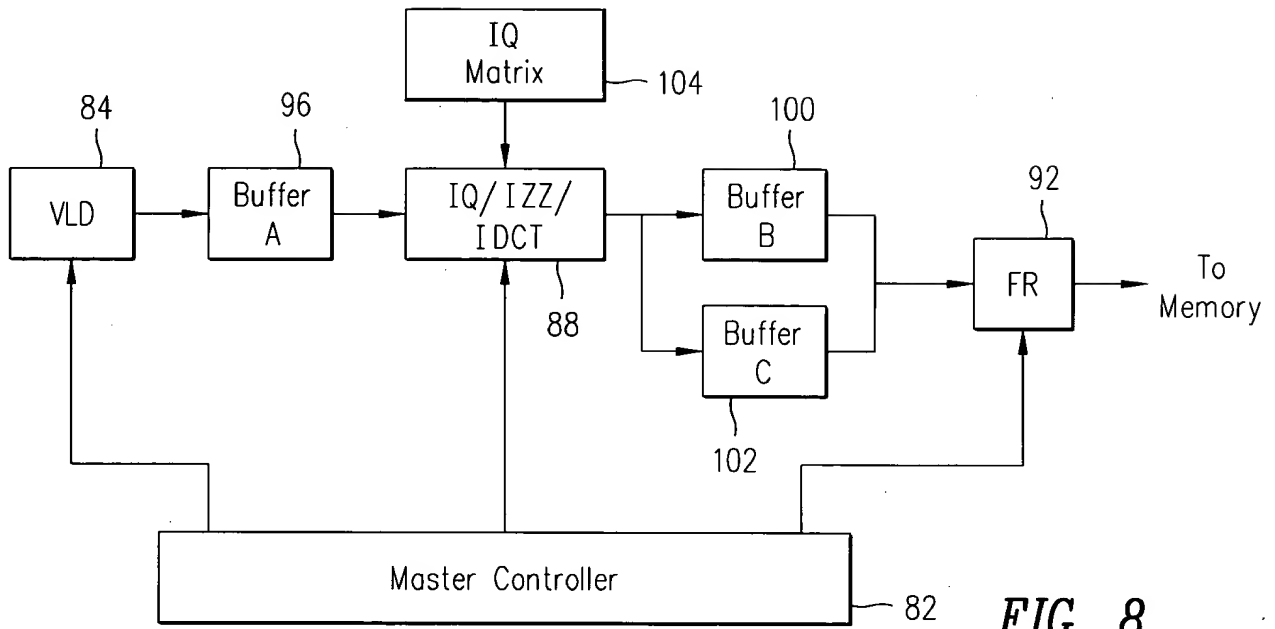 IQ
Matrix
104
84
96
100
92
VLD
Buffer
A
IQ/IZZ/
IDCT
88
Buffer
B
FR
To
Memory
Buffer
C
102
Master Controller
82
FIG. 8